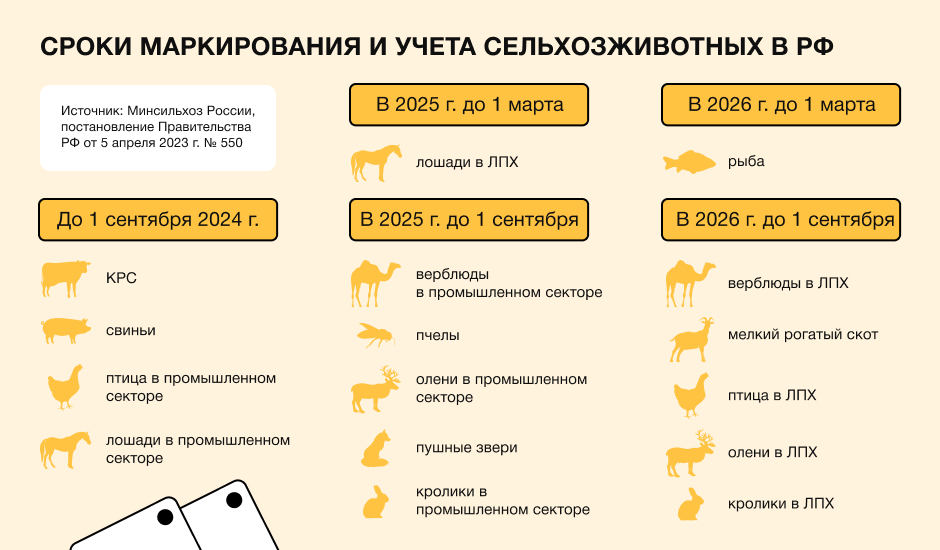 СРОКИ МАРКИРОВАНИЯ И УЧЕТА СЕЛЬХОЗЖИВОТНЫХ В РФ
Источник: Минсильхоз России,
постановление Правительства
РФ от 5 апреля 2023 г. № 550
До 1 сентября 2024 г.
КРС
свиньи
птица в промышленном
секторе
лошади в промышленном
секторе
В 2025 г. до 1 марта
лошади в ЛПХ
В 2025 г. до 1 сентября
верблюды
в промышленном секторе
пчелы
олени в промышленном
секторе
пушные звери
кролики в
промышленном секторе
В 2026 г. до 1 марта
рыба
В 2026 г. до 1 сентября
верблюды в ЛПХ
мелкий рогатый скот
птица в ЛПХ
олени в ЛПХ
кролики в ЛПХ